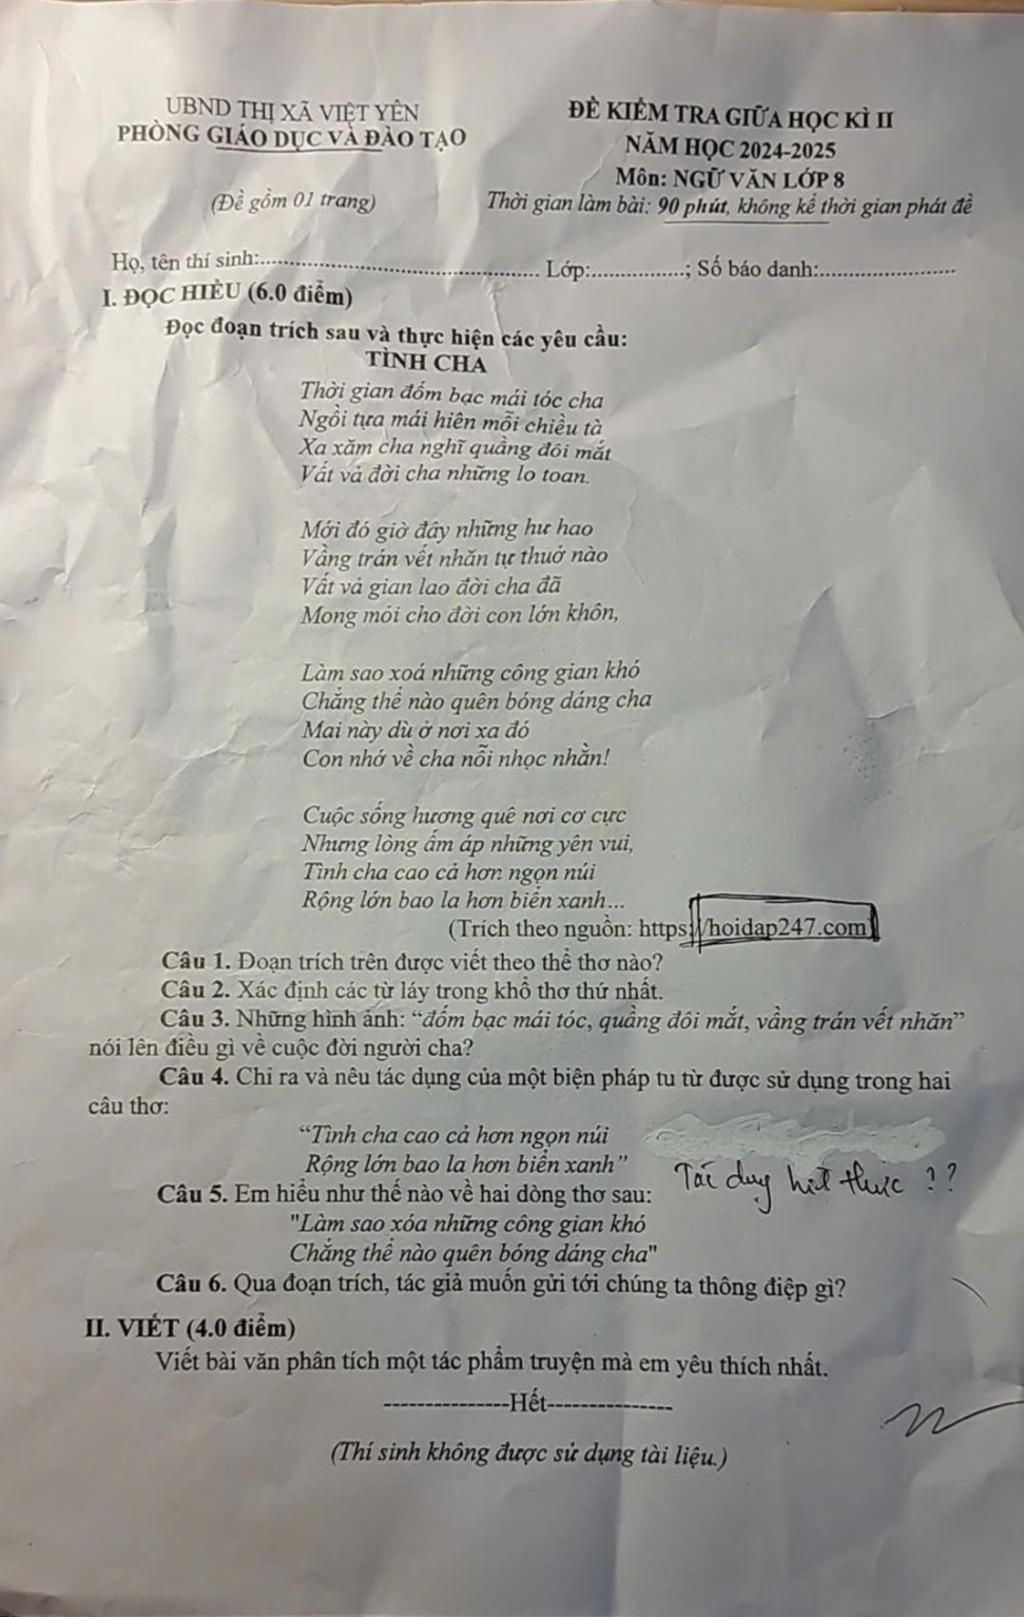 UBND THỊ XÃ VIỆT YÊN
PHÒNG GIÁO DỤC VÀ ĐÀO TẠO
(Đề gồm 01 trang)
ĐỀ KIỂM TRA GIỮA HỌC KÌ II
NĂM HỌC 2024-2025
Môn: NGỮ VĂN LỚP 8
Thời gian làm bài: 90 phút, không kể thời gian phát đề
Họ, tên thí sinh:.................................................. Lớp:................; Số báo danh:........................
I. ĐỌC HIỂU (6.0 điểm)
Đọc đoạn trích sau và thực hiện các yêu cầu:
TÌNH CHA
Thời gian đốm bạc mái tóc cha
Ngồi tựa mái hiên mỗi chiều tà
Xa xăm cha nghĩ quầng đôi mắt
Vất vả đời cha những lo toan.
Mới đó giờ đây những hư hao
Vầng trán vết nhăn tự thuở nào
Vất vả gian lao đời cha đã
Mong mỏi cho đời con lớn khôn,
Làm sao xoá những công gian khó
Chẳng thể nào quên bóng dáng cha
Mai này dù ở nơi xa đó
Con nhớ về cha nỗi nhọc nhằn!
Cuộc sống hương quê nơi cơ cực
Nhưng lòng ấm áp những yên vui,
Tình cha cao cả hơn ngọn núi
Rộng lớn bao la hơn biển xanh...
(Trích theo nguồn: https://hoidap247.com)
Câu 1. Đoạn trích trên được viết theo thể thơ nào?
Câu 2. Xác định các từ láy trong khổ thơ thứ nhất.
Câu 3. Những hình ảnh: “đốm bạc mái tóc, quầng đôi mắt, vầng trán vết nhăn”
nói lên điều gì về cuộc đời người cha?
Câu 4. Chỉ ra và nêu tác dụng của một biện pháp tu từ được sử dụng trong hai
câu thơ:
“Tình cha cao cả hơn ngọn núi
Rộng lớn bao la hơn biển xanh”
Câu 5. Em hiểu như thế nào về hai dòng thơ sau:
"Làm sao xóa những công gian khó
Chẳng thể nào quên bóng dáng cha"
Câu 6. Qua đoạn trích, tác giả muốn gửi tới chúng ta thông điệp gì?
II. VIẾT (4.0 điểm)
Viết bài văn phân tích một tác phẩm truyện mà em yêu thích nhất.
---------------Hết---------------
(Thí sinh không được sử dụng tài liệu.)